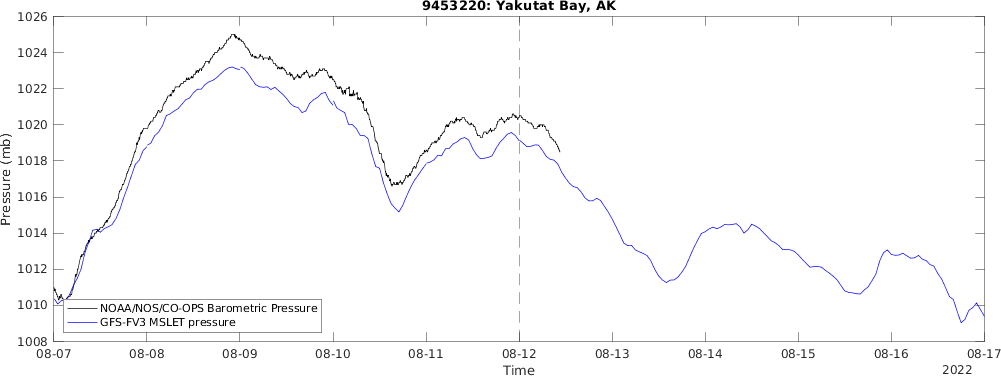 9453220: Yakutat Bay, AK
Pressure (mb)
1026
1024
1022
1020
1018
1016
1014
1012
1010
1008
NOAA/NOS/CO-OPS Barometric Pressure
GFS-FV3 MSLET pressure
08-07 08-08 08-09 08-10 08-11 08-12 08-13 08-14 08-15 08-16 08-17
Time
2022